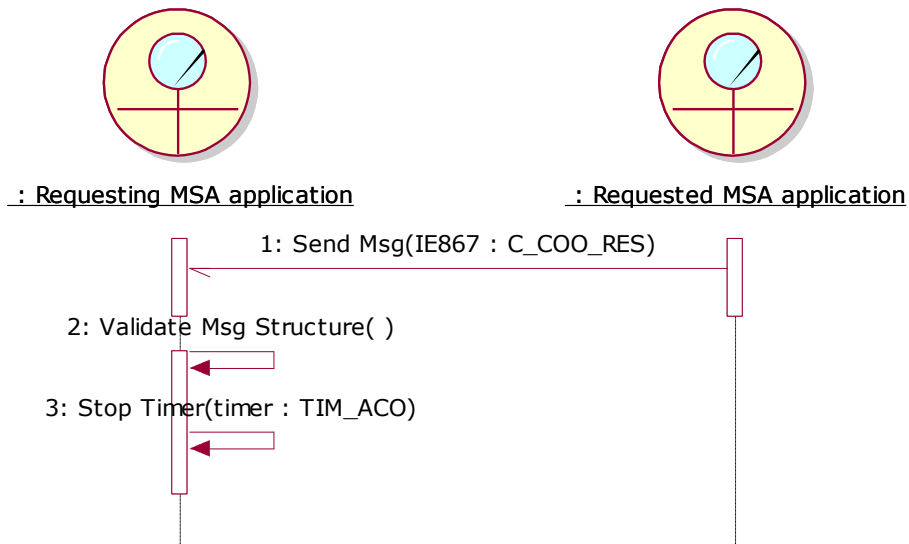 : Requesting MSA application
: Requested MSA application
1: Send Msg(IE867 : C_COO_RES)
2: Validate Msg Structure( )
3: Stop Timer(timer : TIM_ACO)